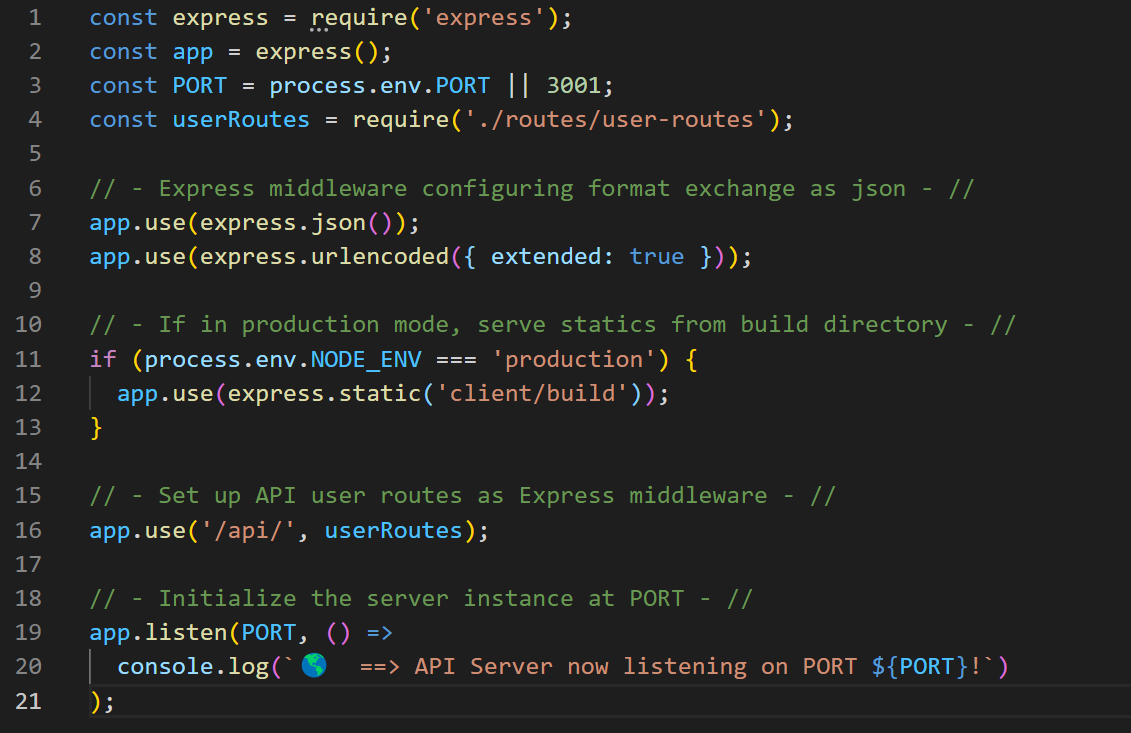 1 const express = require('express');
2 const app = express();
3 const PORT = process.env.PORT || 3001;
4 const userRoutes = require('./routes/user-routes');
5
6 // - Express middleware configuring format exchange as json - //
7 app.use(express.json());
8 app.use(express.urlencoded({ extended: true }));
9
10 // - If in production mode, serve statics from build directory - //
11 if (process.env.NODE_ENV === 'production') {
12   app.use(express.static('client/build'));
13 }
14
15 // - Set up API user routes as Express middleware - //
16 app.use('/api/', userRoutes);
17
18 // - Initialize the server instance at PORT - //
19 app.listen(PORT, () =>
20   console.log(`🌎  ==> API Server now listening on PORT ${PORT}!`)
21 );